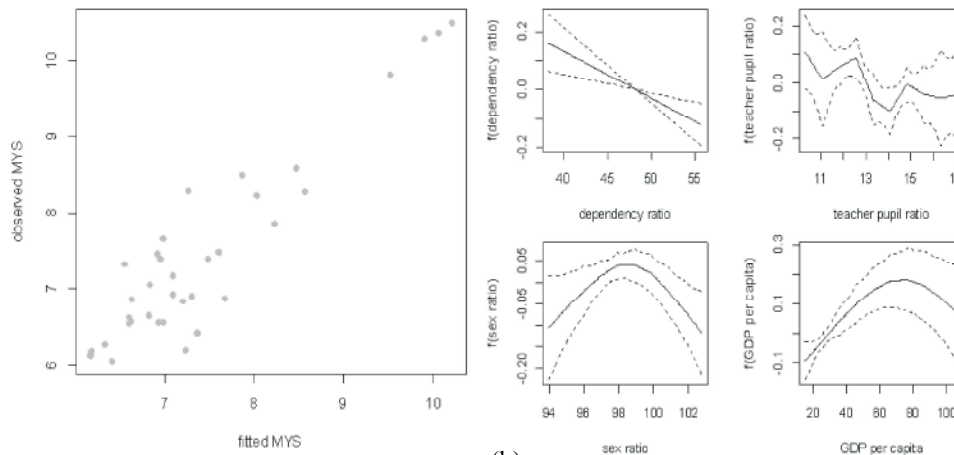 observed MYS
10
9
8
7
6
7 8 9 10
fitted MYS
f(dependency ratio)
0.2
0.0
-0.2
40 45 50 55
dependency ratio
f(teacher pupil ratio)
0.2
0.0
-0.2
11 13 15
teacher pupil ratio
f(sex ratio)
0.05
-0.05
-0.20
94 96 98 100 102
sex ratio
f(GDP per capita)
0.3
0.1
-0.1
20 40 60 80 100
GDP per capita